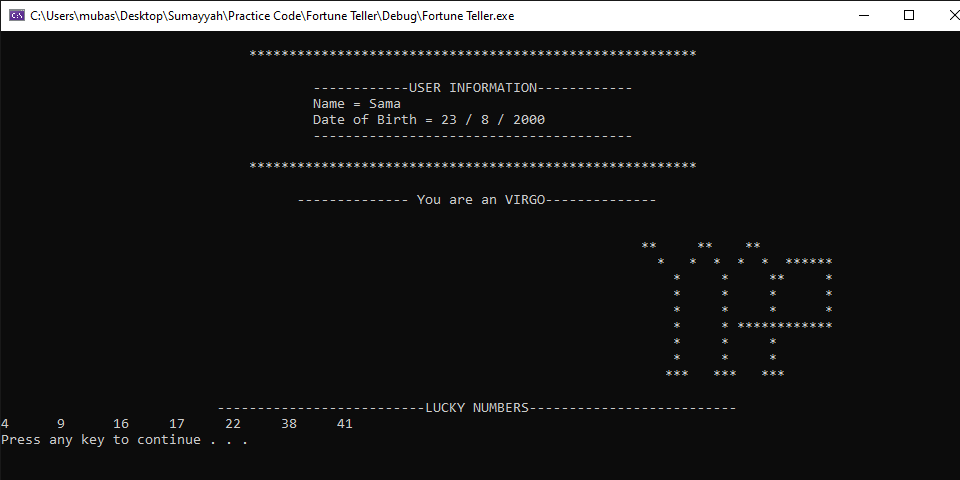 C:\Users\mubas\Desktop\Sumayyah\Practice Code\Fortune Teller\Debug\Fortune Teller.exe
********************************************************
------------USER INFORMATION------------
Name = Sama
Date of Birth = 23 / 8 / 2000
----------------------------------------
********************************************************
-------------- You are an VIRGO--------------
**     **    **
*   *  *  *  *  ******
*     *     **     *
*     *     *      *
*     *     *      *
*     * ************
*     *     *
*     *     *
***   ***   ***
--------------------------LUCKY NUMBERS--------------------------
4      9      16     17     22     38     41
Press any key to continue . . .